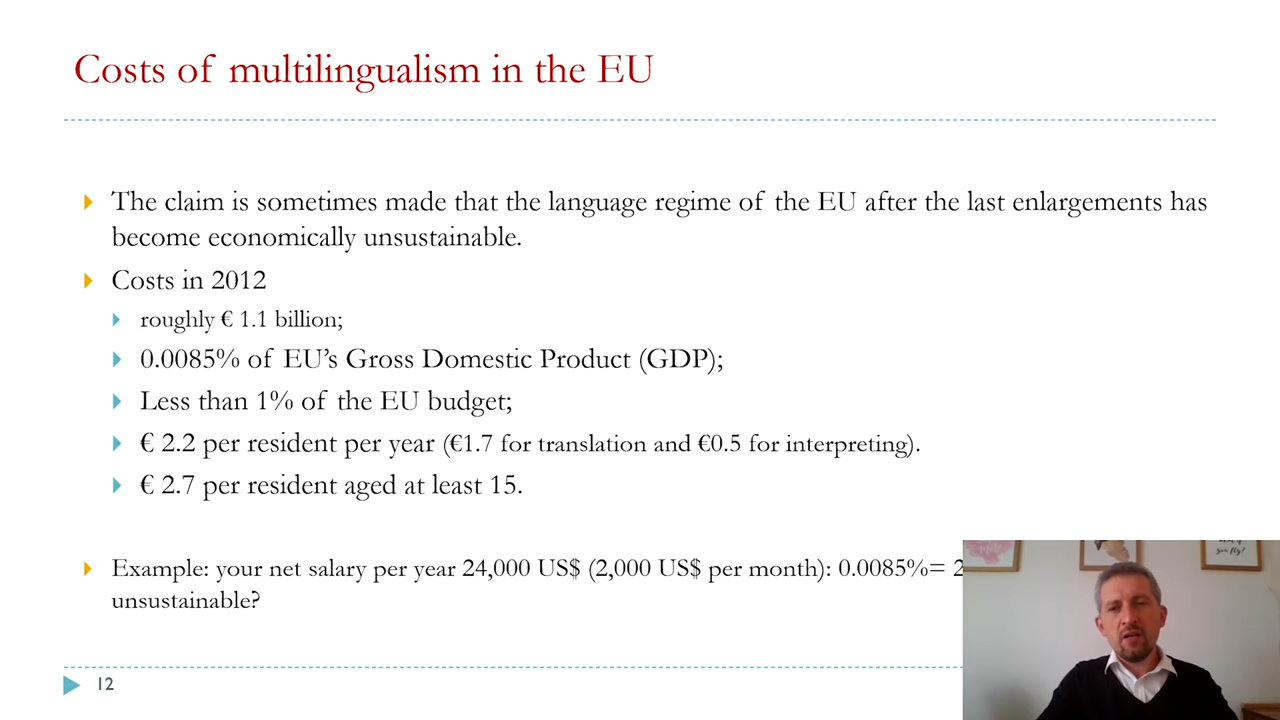 Costs of multilingualism in the EU
The claim is sometimes made that the language regime of the EU after the last enlargements has
become economically unsustainable.
Costs in 2012
roughly € 1.1 billion;
0.0085% of EU’s Gross Domestic Product (GDP);
Less than 1% of the EU budget;
€ 2.2 per resident per year (€1.7 for translation and €0.5 for interpreting).
€ 2.7 per resident aged at least 15.
Example: your net salary per year 24,000 US$ (2,000 US$ per month): 0.0085%= 2
unsustainable?
12